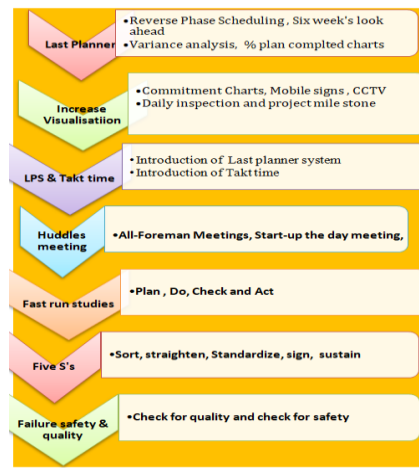 Last Planner
•Reverse Phase Scheduling , Six week's look
ahead
•Variance analysis, % plan complted charts
Increase
Visualisatiion
•Commitment Charts, Mobile signs , CCTV
•Daily inspection and project mile stone
LPS & Takt time
•Introduction of Last planner system
•Introduction of Takt time
Huddles
meeting
•All-Foreman Meetings, Start-up the day meeting,
Fast run studies
•Plan , Do, Check and Act
Five S's
•Sort, straighten, Standardize, sign, sustain
Failure safety &
quality
•Check for quality and check for safety